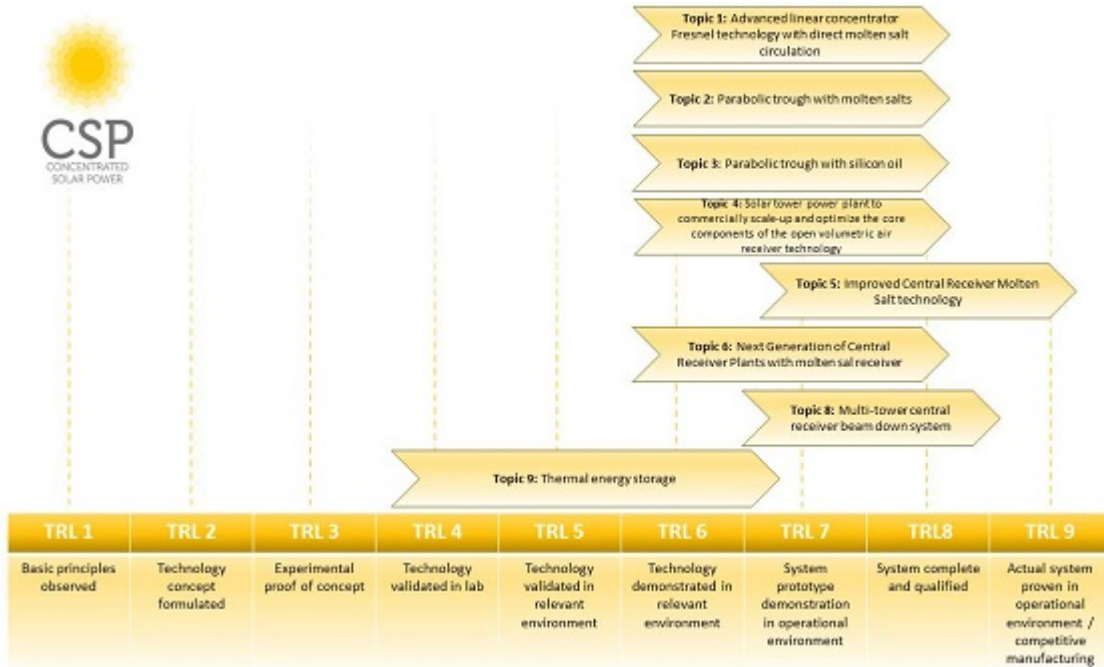 Topic 1: Advanced linear concentrator
Fresnel technology with direct molten salt
circulation
CSP
CONCENTRATED
SOLAR POWER
Topic 2: Parabolic trough with molten salts
Topic 3: Parabolic trough with silicon oil
Topic 4: Solar tower power plant to
commercially scale-up and optimize the core
components of the open volumetric air
receiver technology
Topic 5: Improved Central Receiver Molten
Salt technology
Topic 6: Next Generation of Central
Receiver Plants with molten sal receiver
Topic 8: Multi-tower central
receiver beam down system
Topic 9: Thermal energy storage
TRL 1
TRL 2
TRL 3
TRL 4
TRL 5
TRL 6
TRL 7
TRL8
TRL 9
Basic principles
observed
Technology
concept
formulated
Experimental
proof of concept
Technology
validated in lab
Technology
validated in
relevant
environment
Technology
demonstrated in
relevant
environment
System
prototype
demonstration
in operational
environment
System complete
and qualified
Actual system
proven in
operational
environment /
competitive
manufacturing